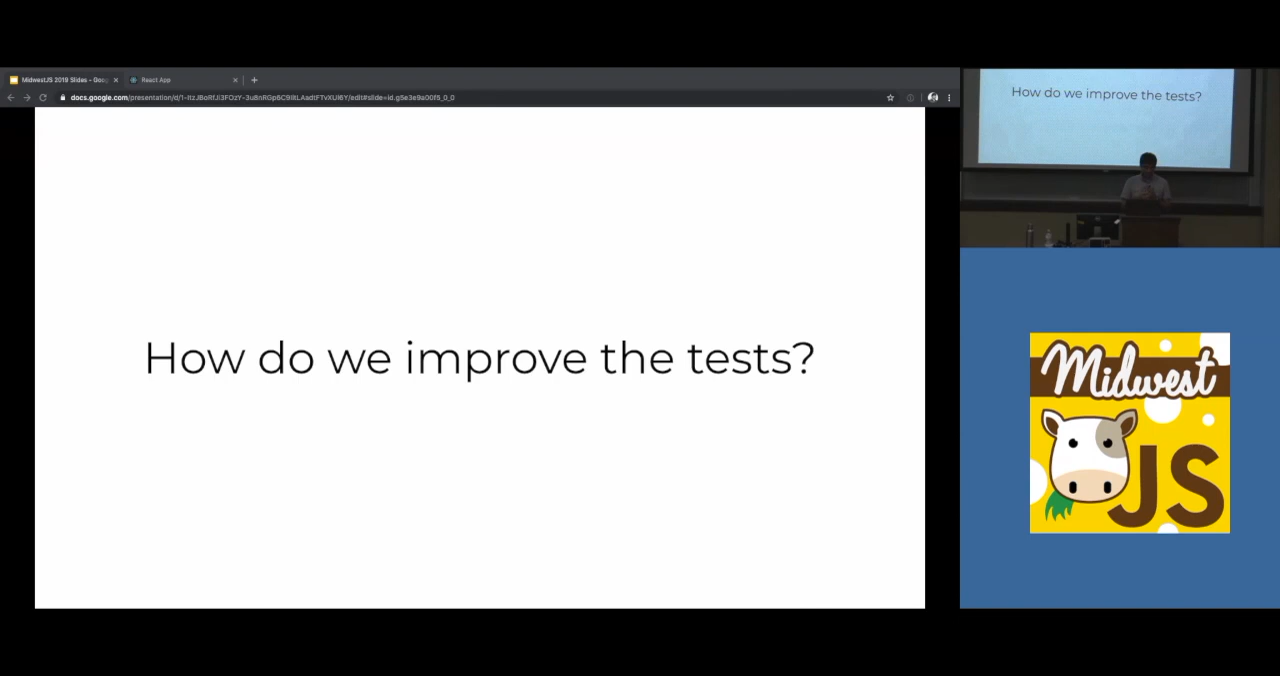 MidwestJS 2019 Slides - Goo
React App
How do we improve the tests?
How do we improve the tests?
Midwest
JS